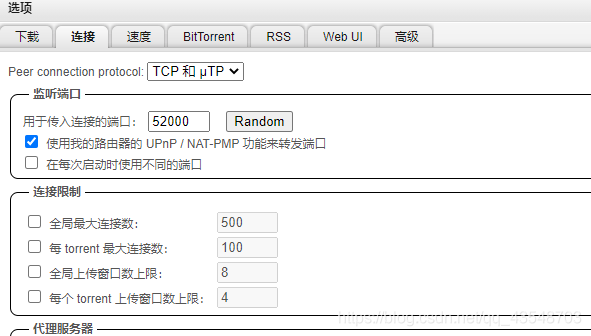 选项
下载 连接 速度 BitTorrent RSS Web UI 高级
Peer connection protocol: TCP 和 μTP
监听端口
用于传入连接的端口： 52000 Random
使用我的路由器的 UPnP / NAT-PMP 功能来转发端口
在每次启动时使用不同的端口
连接限制
全局最大连接数： 500
每 torrent 最大连接数： 100
全局上传窗口数上限： 8
每个 torrent 上传窗口数上限： 4
代理服务器